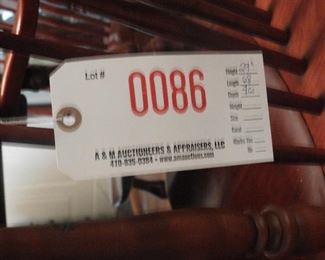 Lot #
0086
A & M AUCTIONEERS & APPRAISERS, LLC
410-835-0384 • www.amauctions.com
Height
Length
Depth
Weight
Size
Karat
Works Yes
No